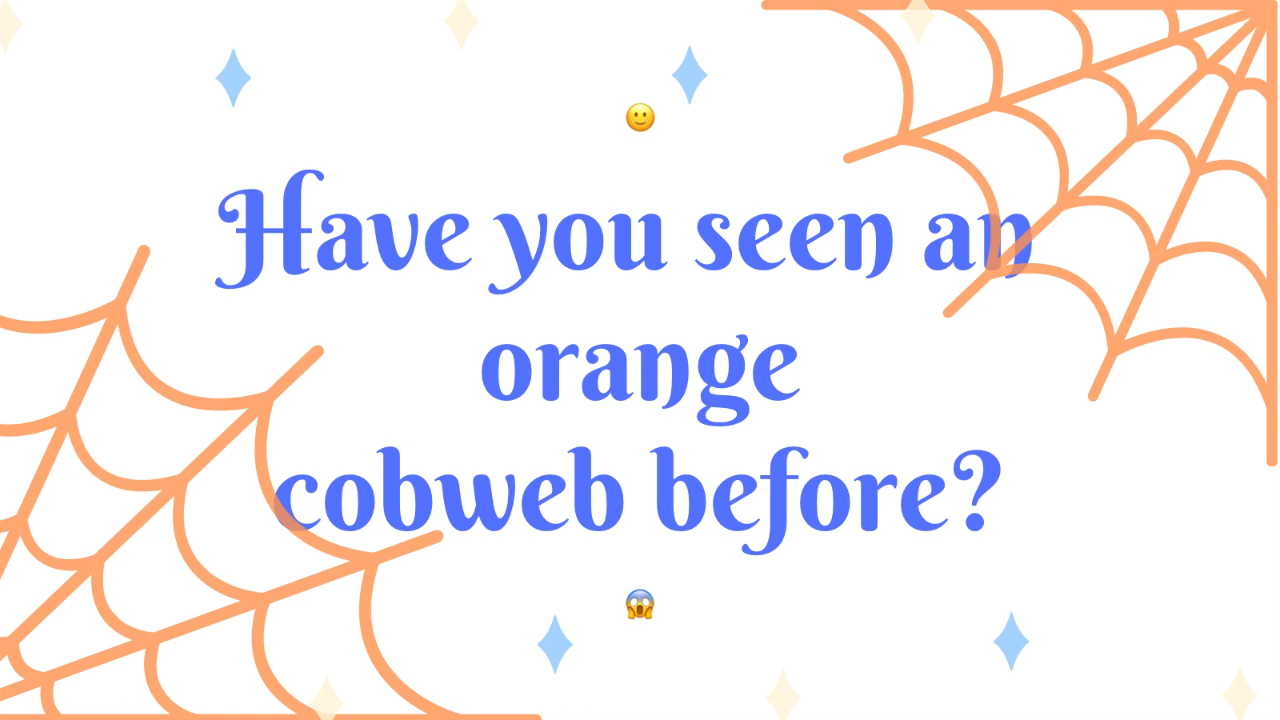 🙂
Have you seen an
orange
cobweb before?
😱